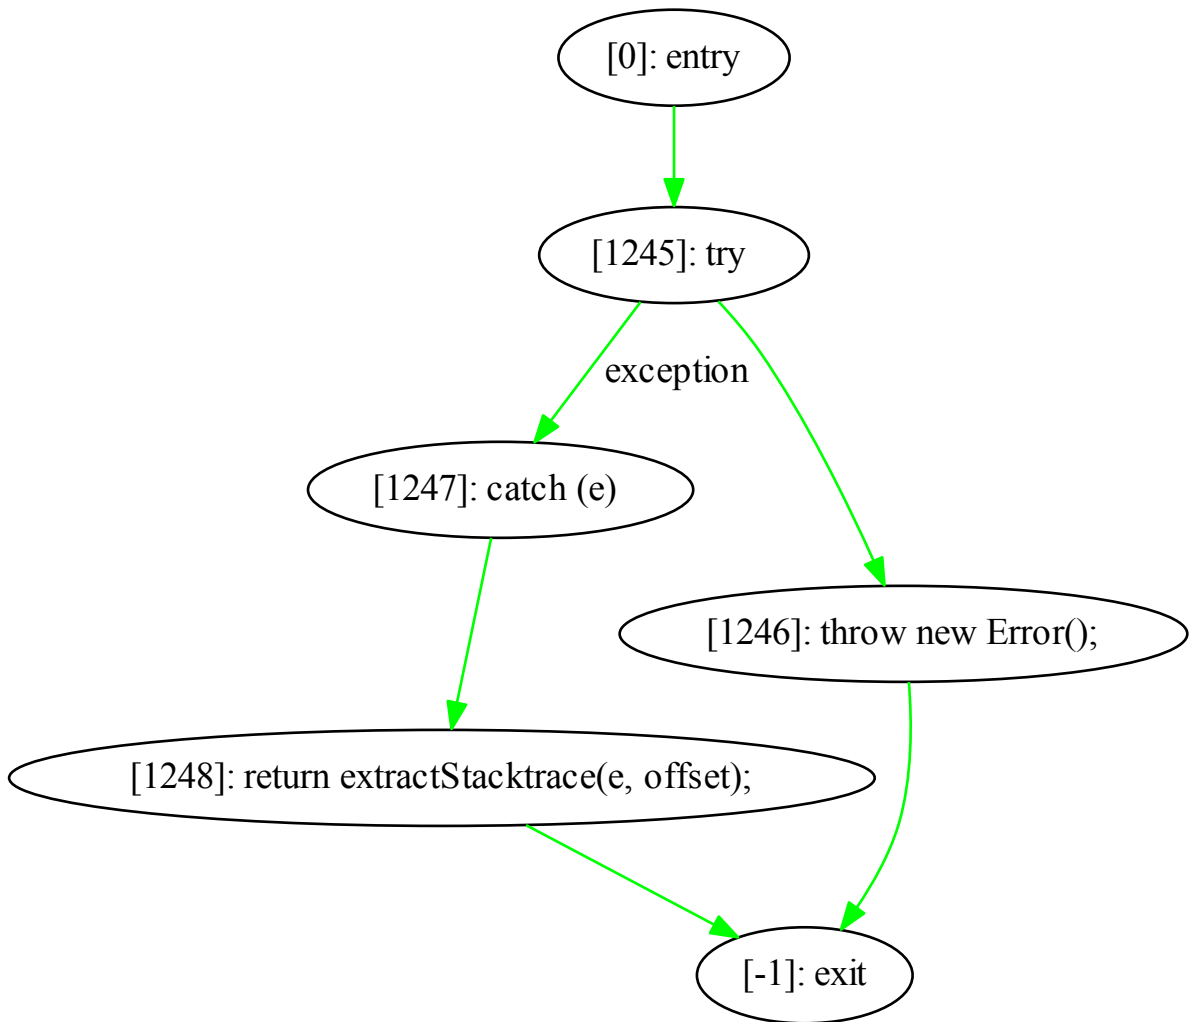 [0]: entry
[1245]: try
exception
[1247]: catch (e)
[1246]: throw new Error();
[1248]: return extractStacktrace(e, offset);
[-1]: exit